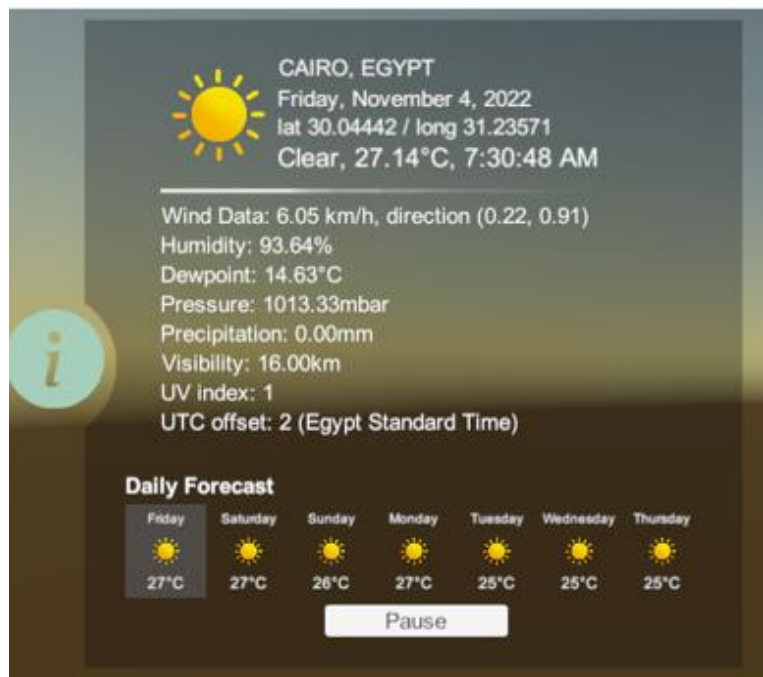 CAIRO, EGYPT
Friday, November 4, 2022
lat 30.04442 / long 31.23571
Clear, 27.14°C, 7:30:48 AM
Wind Data: 6.05 km/h, direction (0.22, 0.91)
Humidity: 93.64%
Dewpoint: 14.63°C
Pressure: 1013.33mbar
Precipitation: 0.00mm
Visibility: 16.00km
i
UV index: 1
UTC offset: 2 (Egypt Standard Time)
Daily Forecast
Friday Saturday Sunday Monday Tuesday Wednesday Thursday
27°C 27°C 26°C 27°C 25°C 25°C 25°C
Pause